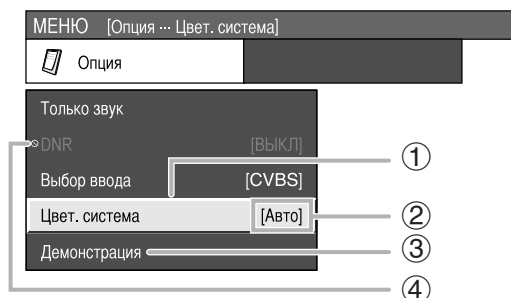 МЕНЮ [Опция ... Цвет. система]
Опция
Только звук
DNR [ВЫКЛ]
①
Выбор ввода [CVBS]
Цвет. система [Авто] ②
Демонстрация ③
④